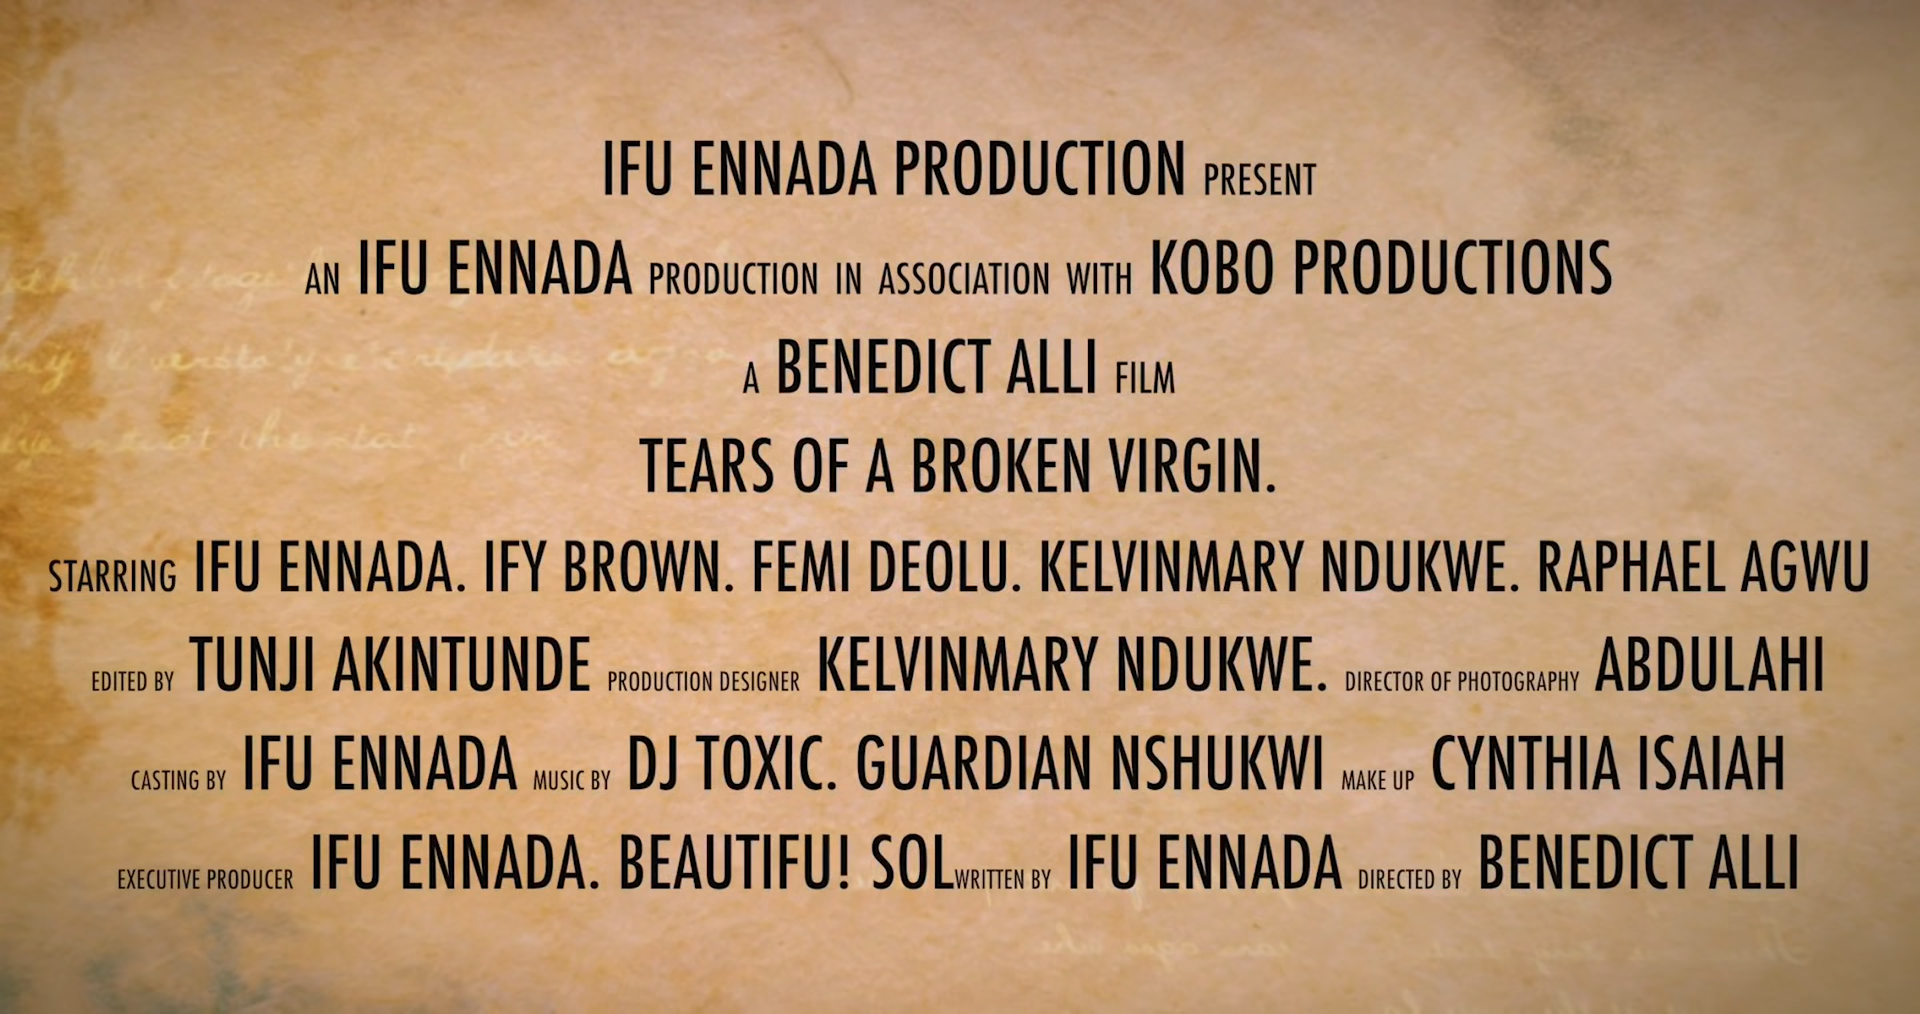 IFU ENNADA PRODUCTION PRESENT
AN IFU ENNADA PRODUCTION IN ASSOCIATION WITH KOBO PRODUCTIONS
A BENEDICT ALLI FILM
TEARS OF A BROKEN VIRGIN.
STARRING IFU ENNADA. IFY BROWN. FEMI DEOLU. KELVINMARY NDUKWE. RAPHAEL AGWU
EDITED BY TUNJI AKINTUNDE PRODUCTION DESIGNER KELVINMARY NDUKWE. DIRECTOR OF PHOTOGRAPHY ABDULAHI
CASTING BY IFU ENNADA MUSIC BY DJ TOXIC. GUARDIAN NSHUKWI MAKE UP CYNTHIA ISAIAH
EXECUTIVE PRODUCER IFU ENNADA. BEAUTIFU! SOLWRITTEN BY IFU ENNADA DIRECTED BY BENEDICT ALLI